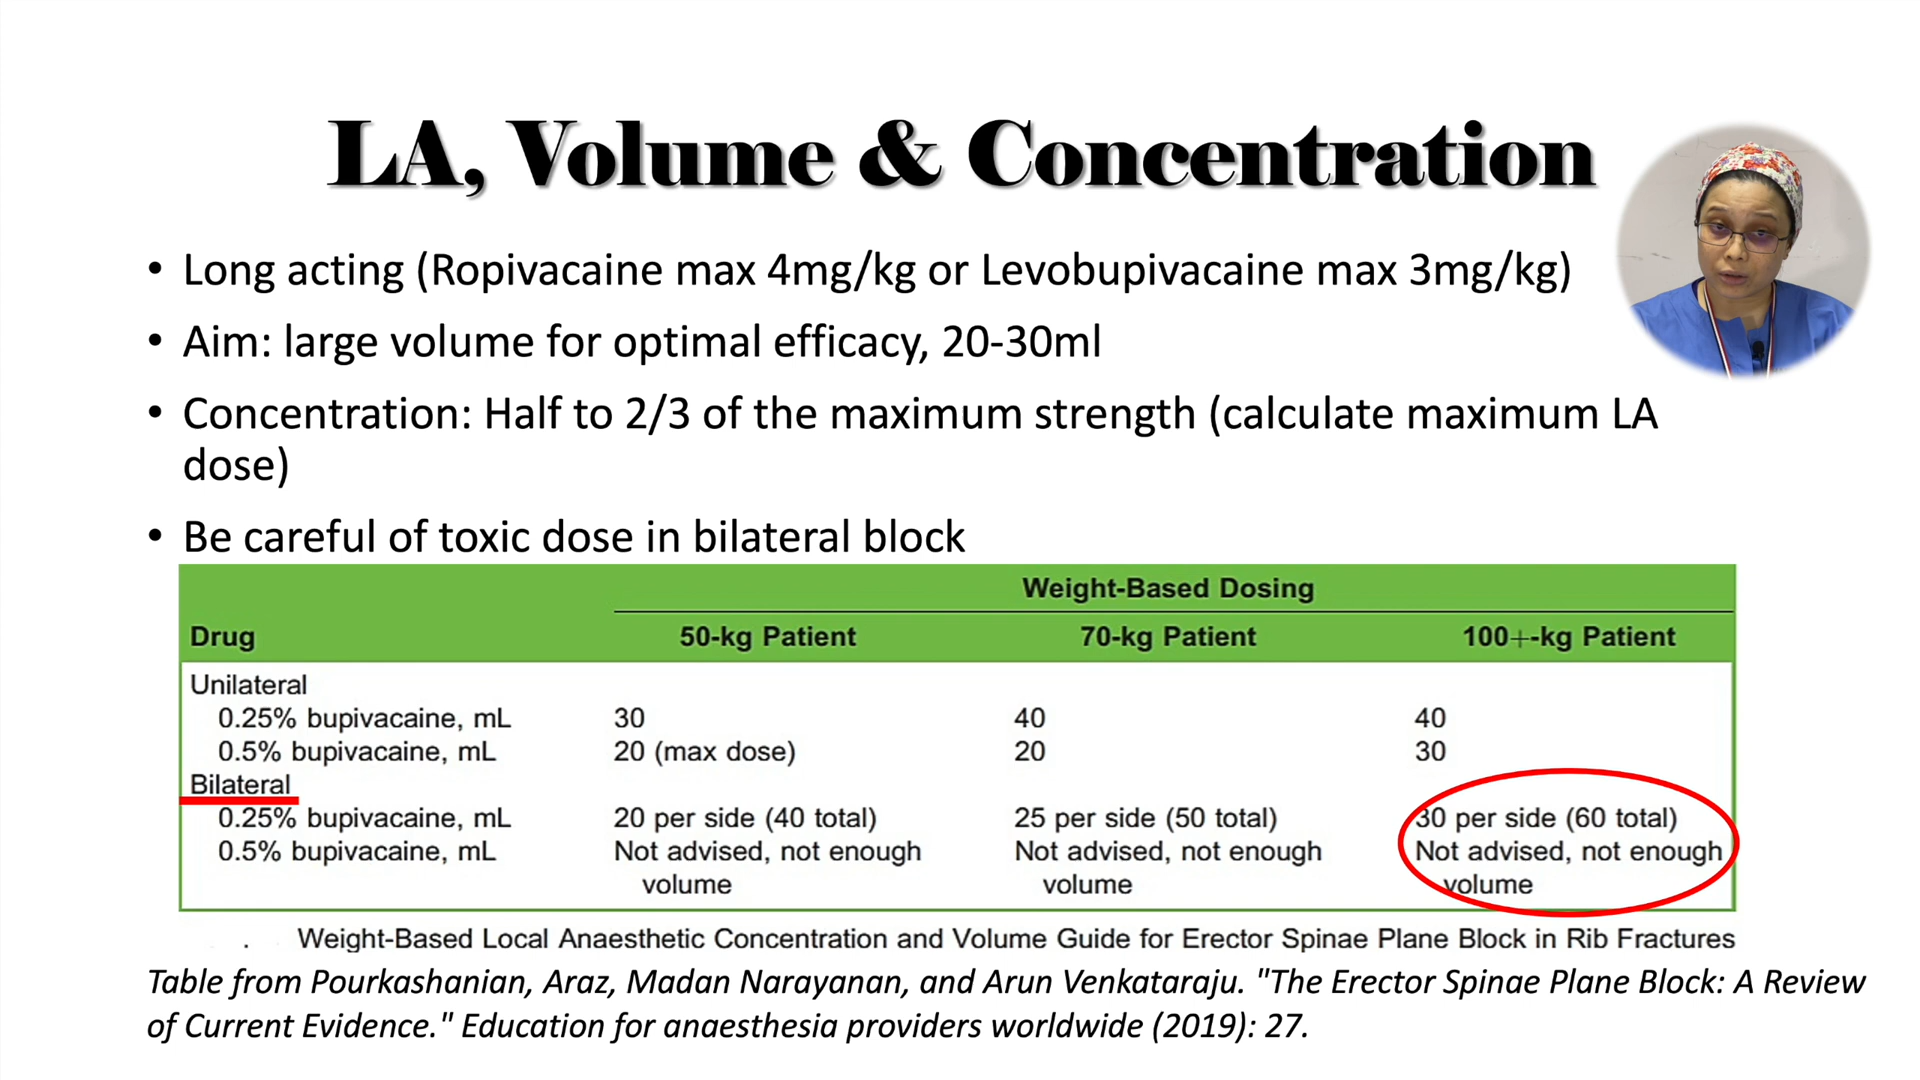 LA, Volume & Concentration
• Long acting (Ropivacaine max 4mg/kg or Levobupivacaine max 3mg/kg)
• Aim: large volume for optimal efficacy, 20-30ml
• Concentration: Half to 2/3 of the maximum strength (calculate maximum LA
dose)
• Be careful of toxic dose in bilateral block
Weight-Based Dosing
Drug 50-kg Patient 70-kg Patient 100+-kg Patient
Unilateral
0.25% bupivacaine, mL 30 40 40
0.5% bupivacaine, mL 20 (max dose) 20 30
Bilateral
0.25% bupivacaine, mL 20 per side (40 total) 25 per side (50 total) 30 per side (60 total)
0.5% bupivacaine, mL Not advised, not enough Not advised, not enough Not advised, not enough
volume volume volume
. Weight-Based Local Anaesthetic Concentration and Volume Guide for Erector Spinae Plane Block in Rib Fractures
Table from Pourkashanian, Araz, Madan Narayanan, and Arun Venkataraju. "The Erector Spinae Plane Block: A Review
of Current Evidence." Education for anaesthesia providers worldwide (2019): 27.